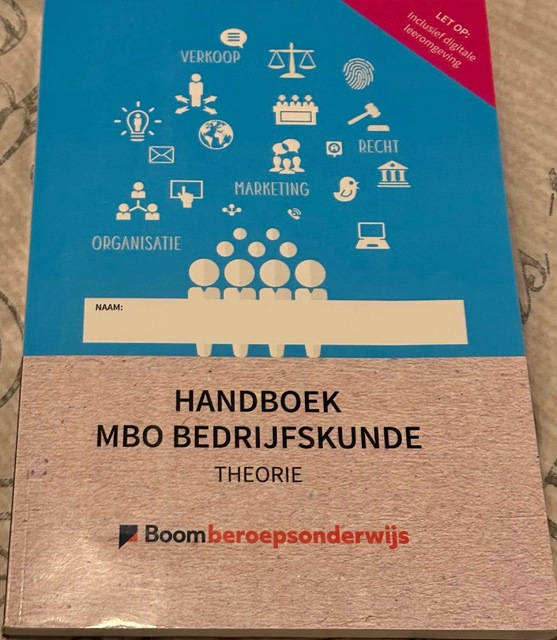 LET OP:
Inclusief digitale
leeromgeving
VERKOOP
RECHT
MARKETING
ORGANISATIE
NAAM:
HANDBOEK
MBO BEDRIJFSKUNDE
THEORIE
Boomberoepsonderwijs